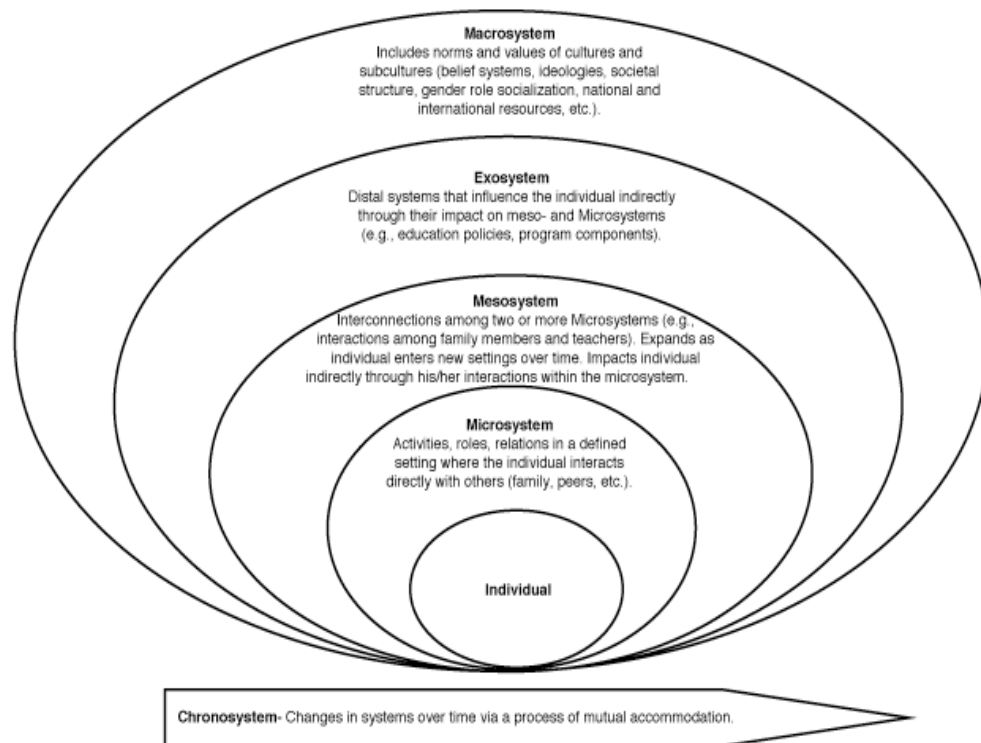 Macrosystem
Includes norms and values of cultures and
subcultures (belief systems, ideologies, societal
structure, gender role socialization, national and
international resources, etc.).
Exosystem
Distal systems that influence the individual indirectly
through their impact on meso- and Microsystems
(e.g., education policies, program components).
Mesosystem
Interconnections among two or more Microsystems (e.g.,
interactions among family members and teachers). Expands as
individual enters new settings over time. Impacts individual
indirectly through his/her interactions within the microsystem.
Microsystem
Activities, roles, relations in a defined
setting where the individual interacts
directly with others (family, peers, etc.).
Individual
Chronosystem- Changes in systems over time via a process of mutual accommodation.